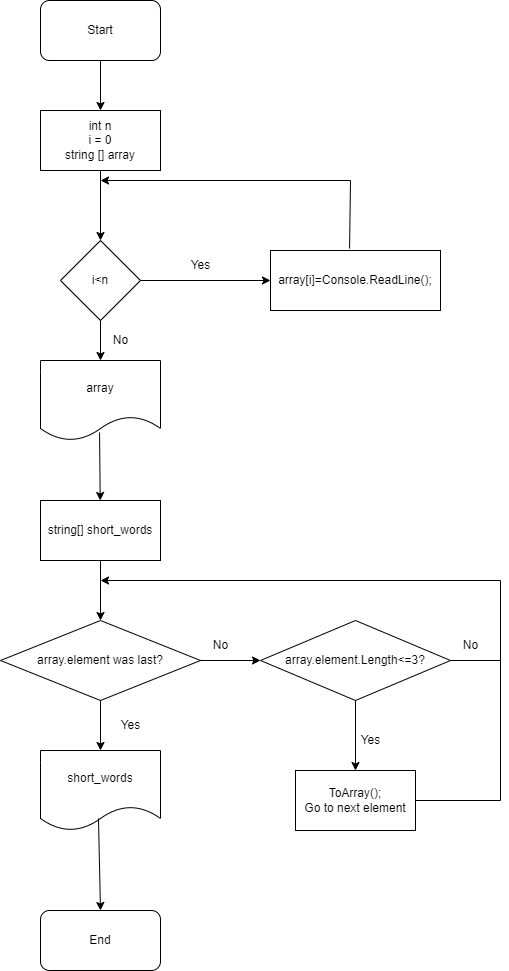 Start
int n
i = 0
string [] array
i<n
Yes
array[i]=Console.ReadLine();
No
array
string[] short_words
array.element was last?
No
array.element.Length<=3?
No
Yes
Yes
short_words
ToArray();
Go to next element
End